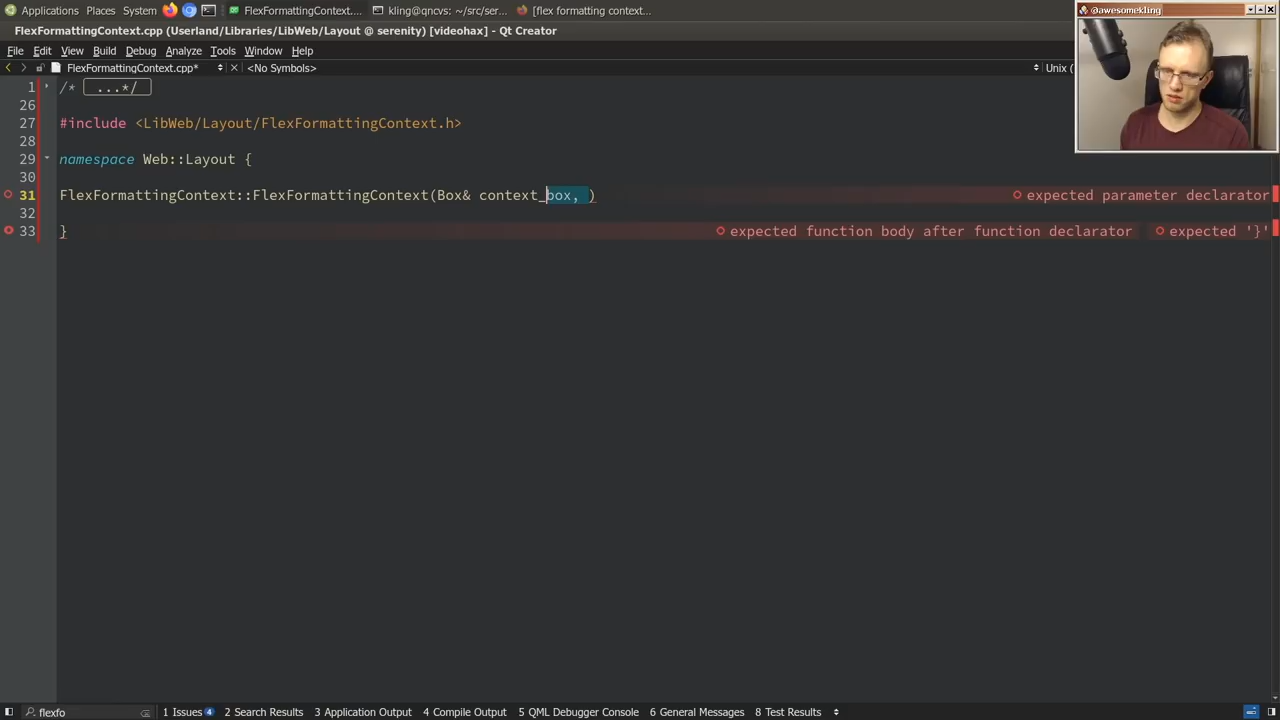 Applications Places System FlexFormattingContext.... kling@qncvs: ~/src/ser... [flex formatting context...
@awesomekling
FlexFormattingContext.cpp (Userland/Libraries/LibWeb/Layout @ serenity) [videohax] - Qt Creator
File Edit View Build Debug Analyze Tools Window Help
FlexFormattingContext.cpp* <No Symbols> Unix (
1 /* ...*/
26
27 #include <LibWeb/Layout/FlexFormattingContext.h>
28
29 namespace Web::Layout {
30
31 FlexFormattingContext::FlexFormattingContext(Box& context_box, ) expected parameter declarator
32
33 } expected function body after function declarator expected '}'
flexfo 1 Issues 4 2 Search Results 3 Application Output 4 Compile Output 5 QML Debugger Console 6 General Messages 8 Test Results